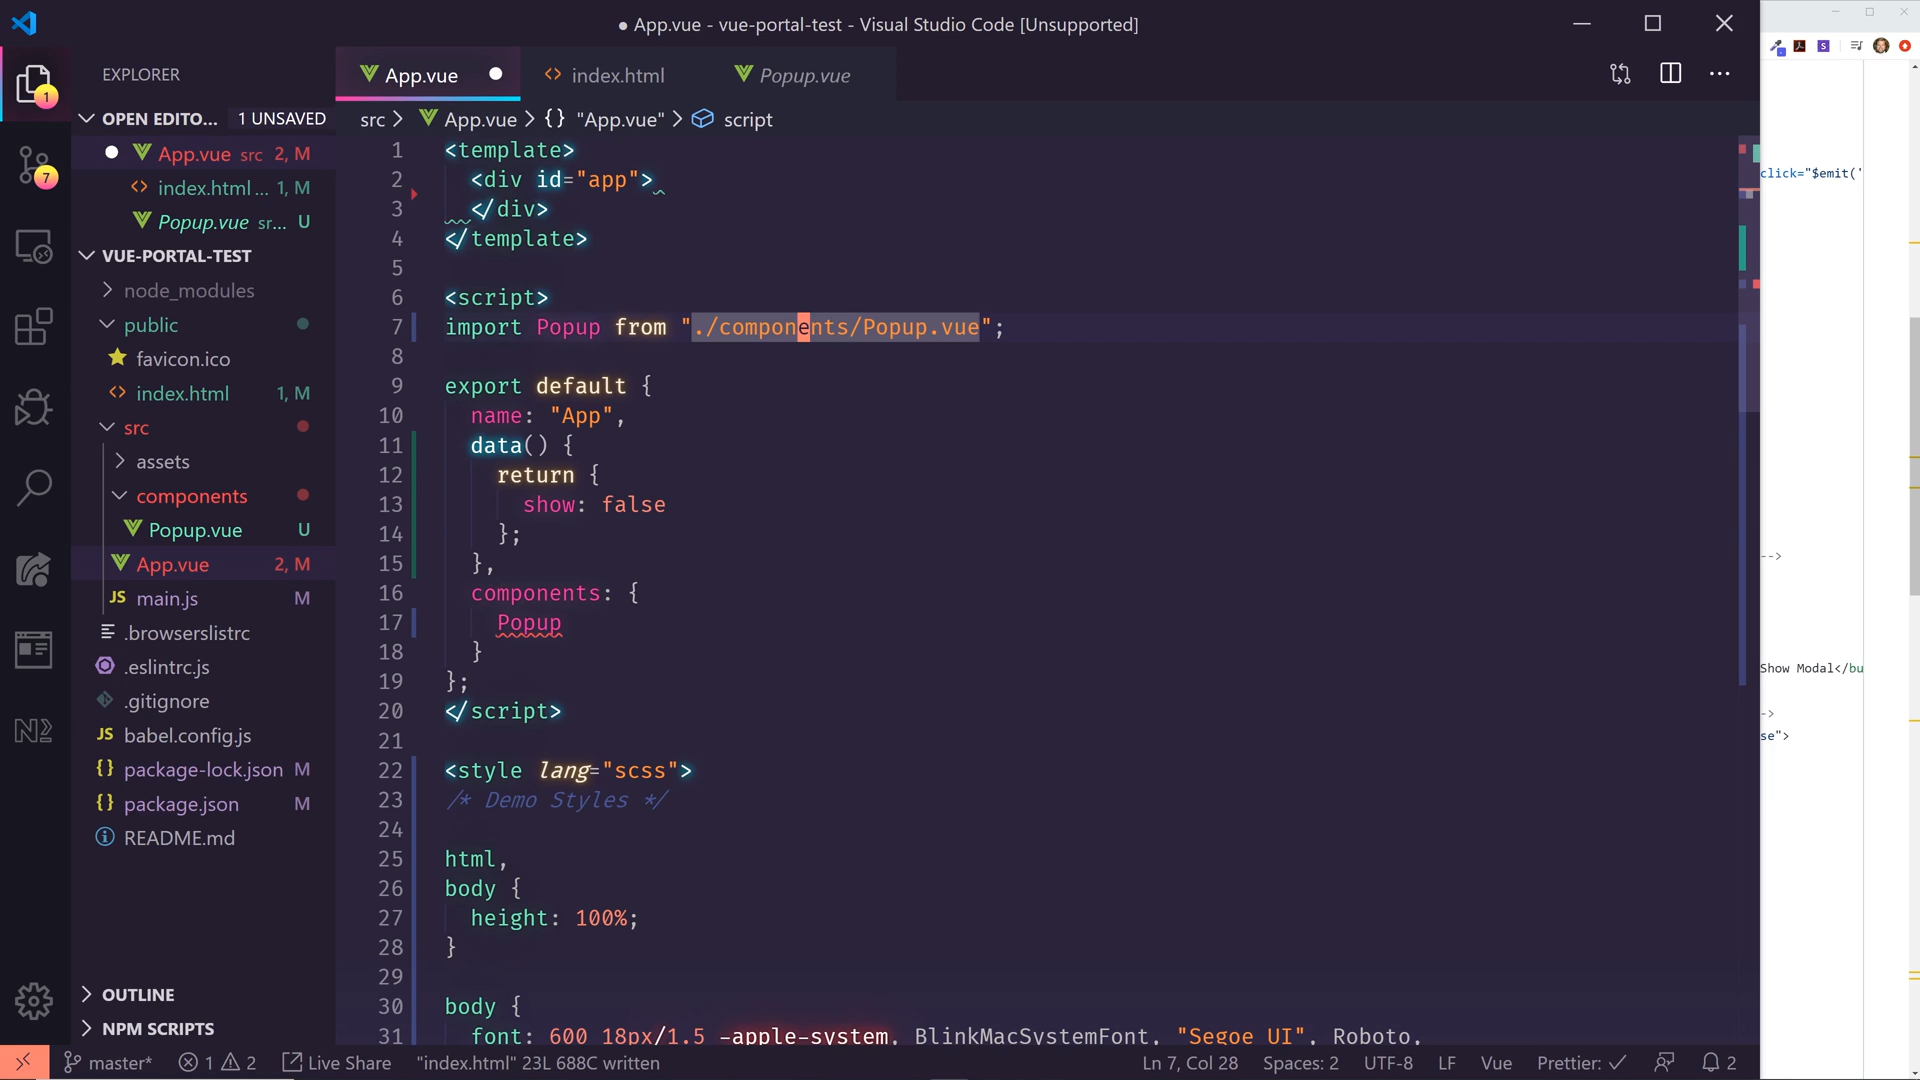 ● App.vue - vue-portal-test - Visual Studio Code [Unsupported]
EXPLORER
App.vue
index.html
Popup.vue
OPEN EDITO... 1 UNSAVED
App.vue src 2, M
index.html ... 1, M
Popup.vue sr... U
VUE-PORTAL-TEST
node_modules
public
favicon.ico
index.html 1, M
src
assets
components
Popup.vue U
App.vue 2, M
main.js M
.browserslistrc
.eslintrc.js
.gitignore
babel.config.js
package-lock.json M
package.json M
README.md
OUTLINE
NPM SCRIPTS
1
7
src > App.vue > {} "App.vue" > script
1 <template>
2 <div id="app">
3 </div>
4 </template>
5
6 <script>
7 import Popup from "./components/Popup.vue";
8
9 export default {
10 name: "App",
11 data() {
12 return {
13 show: false
14 };
15 },
16 components: {
17 Popup
18 }
19 };
20 </script>
21
22 <style lang="scss">
23 /* Demo Styles */
24
25 html,
26 body {
27 height: 100%;
28 }
29
30 body {
31 font: 600 18px/1.5 -apple-system, BlinkMacSystemFont, "Segoe UI", Roboto,
click="$emit('
-->
Show Modal</bu
->
se">
master* 1 2 Live Share "index.html" 23L 688C written Ln 7, Col 28 Spaces: 2 UTF-8 LF Vue Prettier: ✓ 2